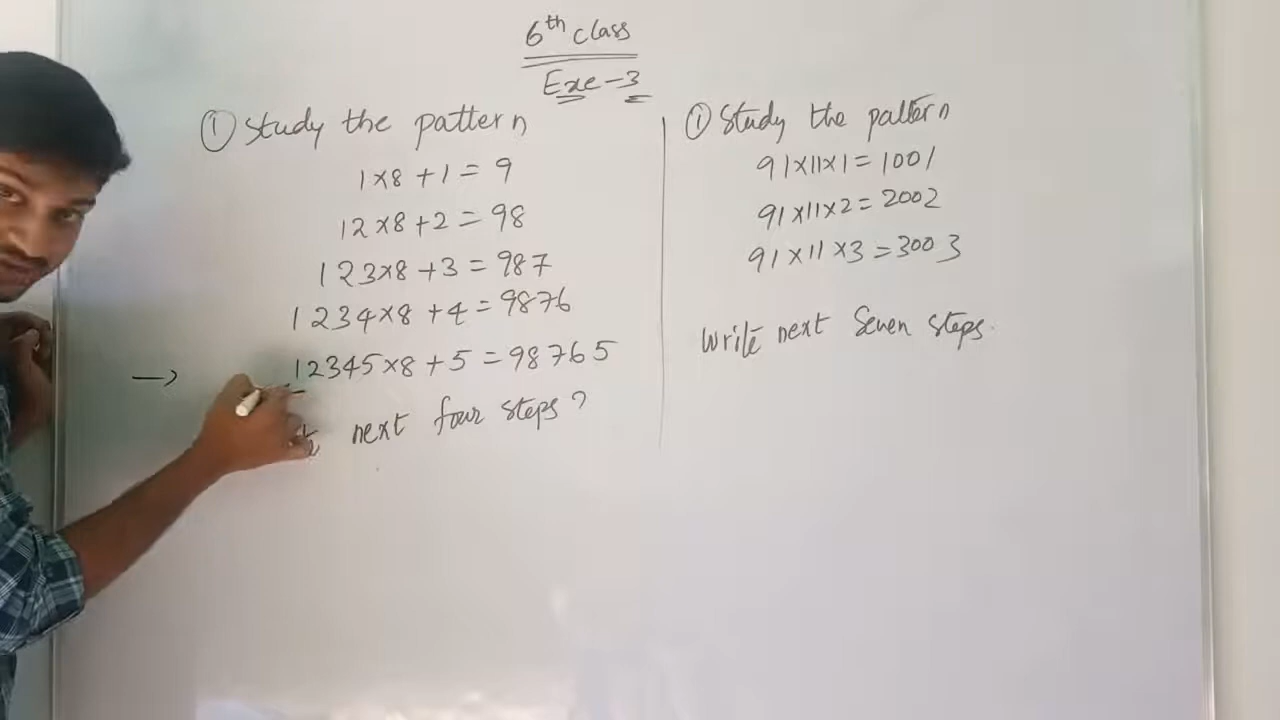 6th class
Exe-3
① Study the pattern
1×8+1=9
12×8+2=98
123×8+3=987
1234×8+4=9876
→ 12345×8+5=98765
next four steps?
① Study the pattern
91×11×1=1001
91×11×2=2002
91×11×3=3003
Write next Seven steps.